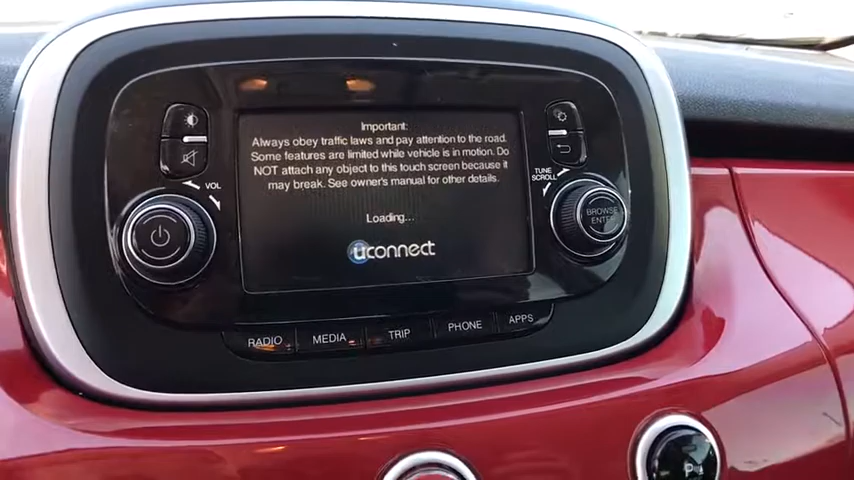 Important
Always obey traffic laws and pay attention to the road.
Some features are limited while vehicle is in motion. Do
NOT attach any object to this touch screen because it
may break. See owner's manual for other details.
TUNE
SCROLL
VOL
Loading...
BROWSE
ENTER
uconnect
RADIO MEDIA TRIP PHONE APPS
P